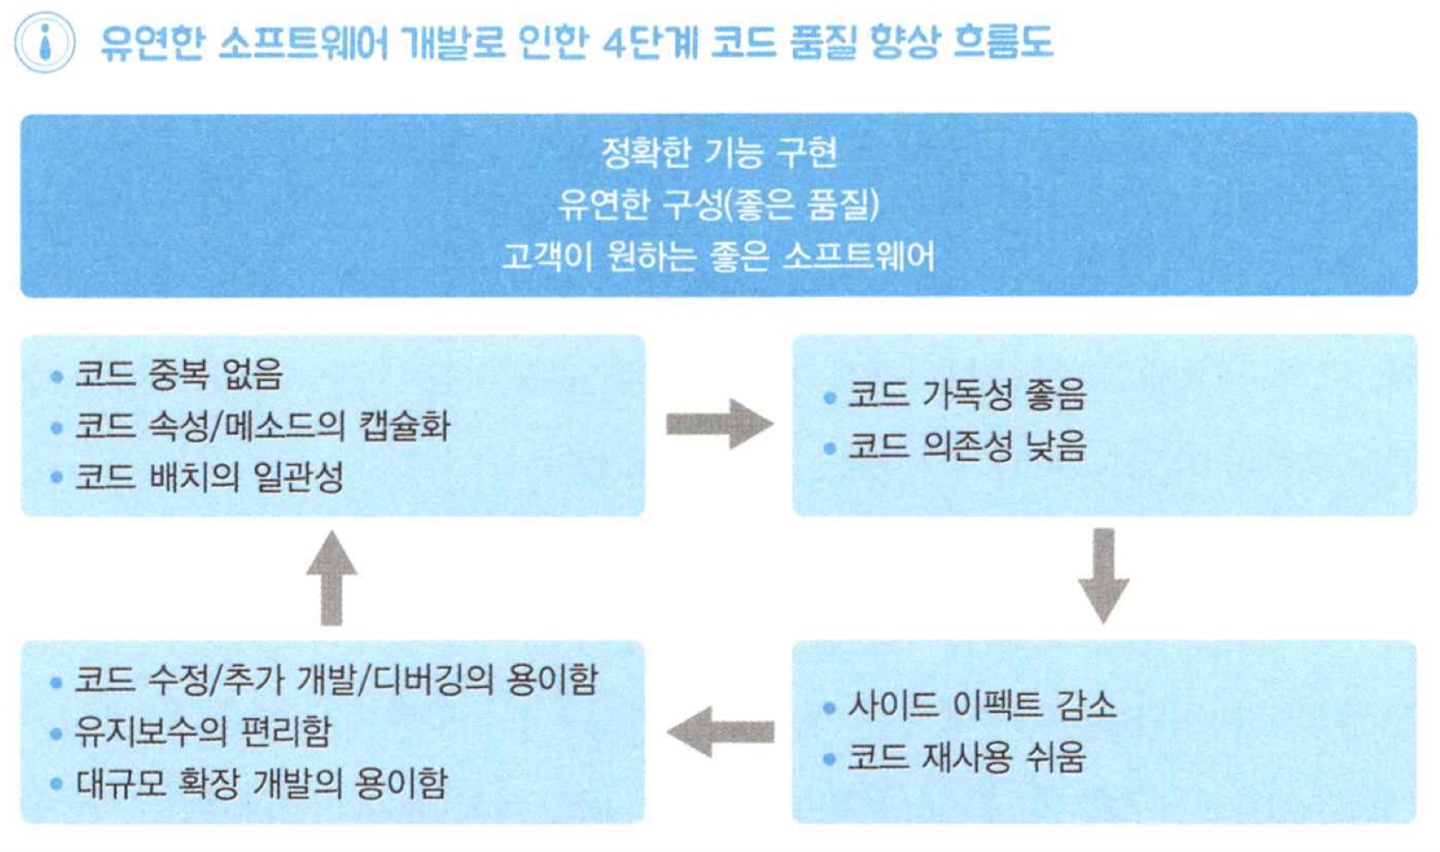 유연한 소프트웨어 개발로 인한 4단계 코드 품질 향상 흐름도
정확한 기능 구현
유연한 구성(좋은 품질)
고객이 원하는 좋은 소프트웨어
• 코드 중복 없음
• 코드 속성/메소드의 캡슐화
• 코드 배치의 일관성
• 코드 가독성 좋음
• 코드 의존성 낮음
• 사이드 이펙트 감소
• 코드 재사용 쉬움
• 코드 수정/추가 개발/디버깅의 용이함
• 유지보수의 편리함
• 대규모 확장 개발의 용이함